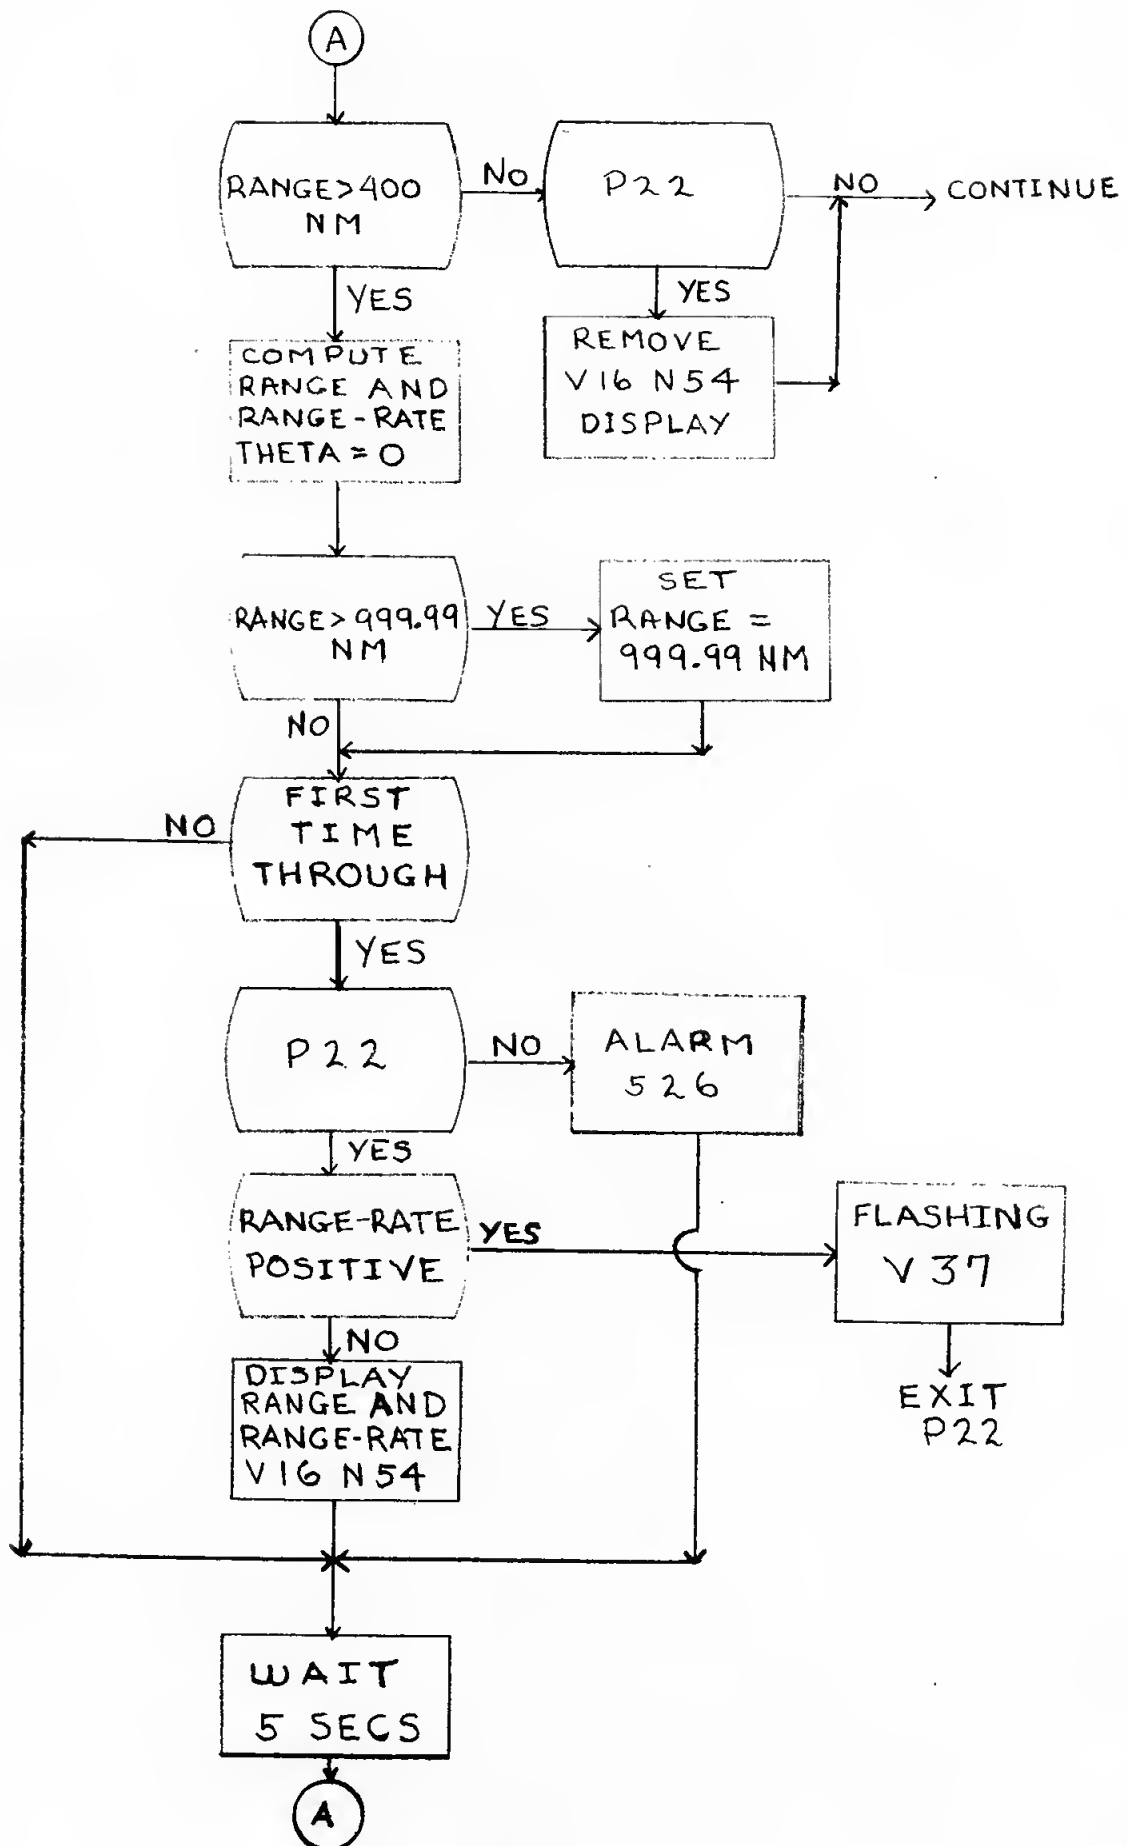 A
RANGE>400
NM
NO
P22
NO
CONTINUE
YES
YES
COMPUTE
RANGE AND
RANGE-RATE
THETA = 0
REMOVE
V16 N54
DISPLAY
RANGE>999.99
NM
YES
SET
RANGE =
999.99 NM
NO
FIRST
TIME
THROUGH
NO
YES
P22
NO
ALARM
526
YES
RANGE-RATE
POSITIVE
YES
FLASHING
V37
NO
EXIT
P22
DISPLAY
RANGE AND
RANGE-RATE
V16 N54
WAIT
5 SECS
A